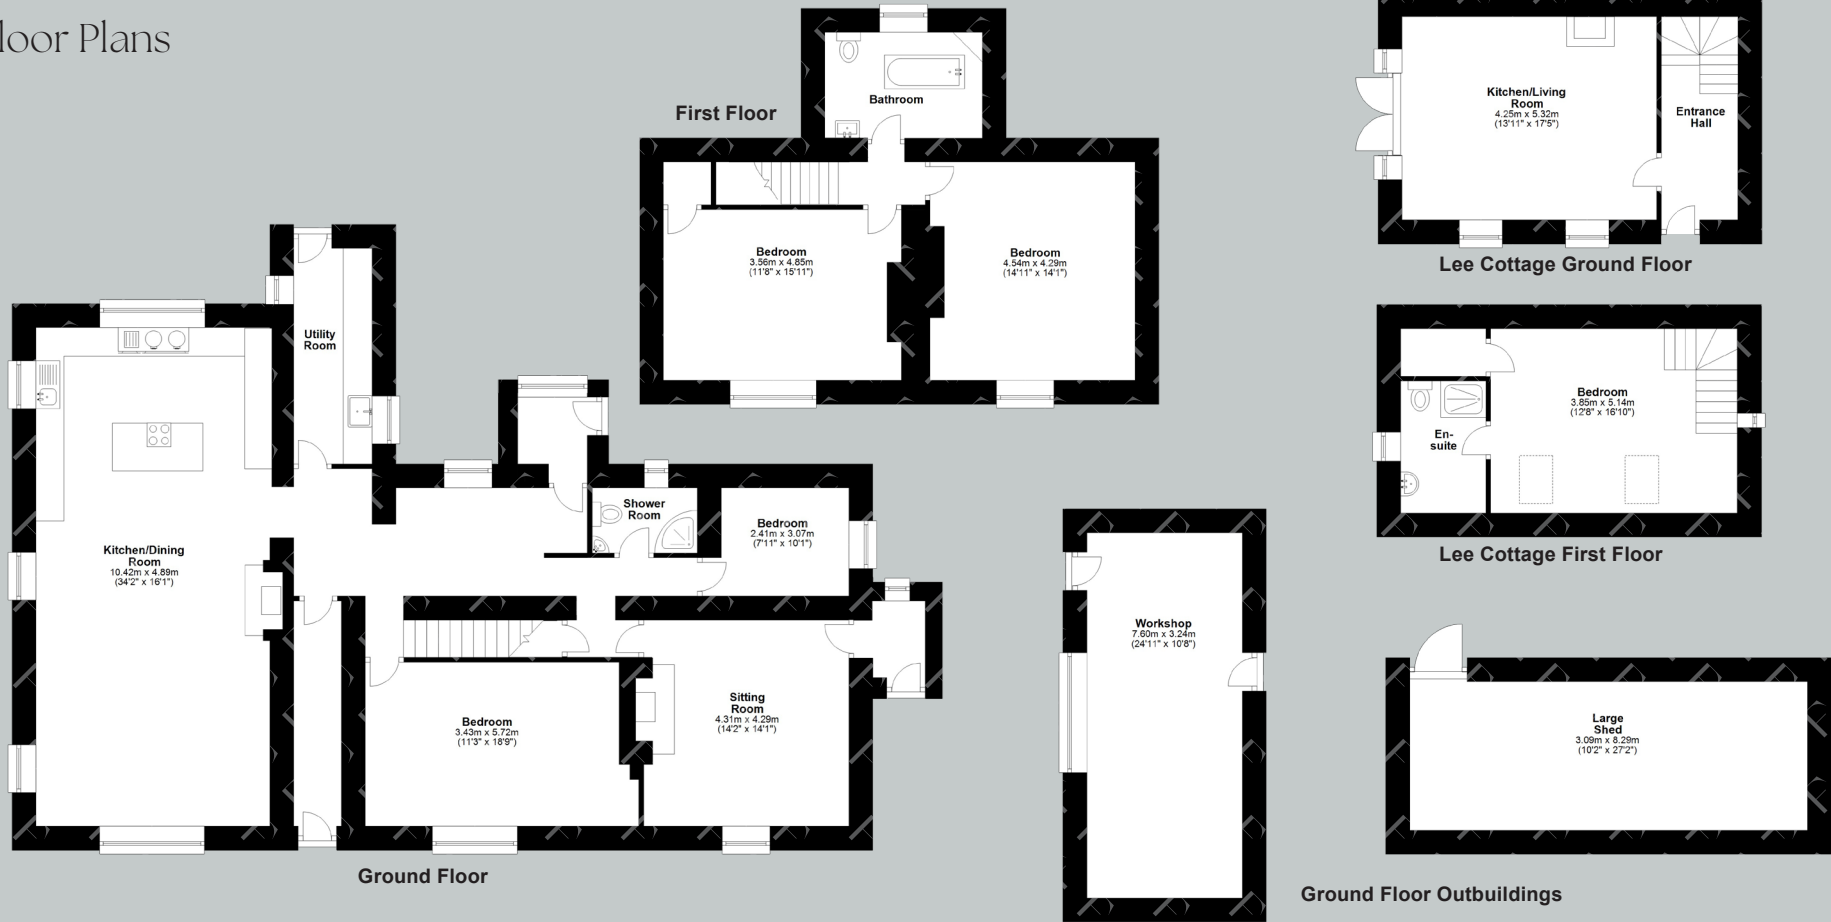 loor Plans
First Floor
Bathroom
Bedroom
3.56m x 4.85m
(11'8" x 15'11")
Bedroom
4.54m x 4.29m
(14'11" x 14'1")
Kitchen/Living
Room
4.25m x 5.32m
(13'11" x 17'5")
Entrance
Hall
Lee Cottage Ground Floor
Bedroom
3.85m x 5.14m
(12'8" x 16'10")
En-
suite
Lee Cottage First Floor
Utility
Room
Kitchen/Dining
Room
10.42m x 4.89m
(34'2" x 16'1")
Shower
Room
Bedroom
2.41m x 3.07m
(7'11" x 10'1")
Bedroom
3.43m x 5.72m
(11'3" x 18'9")
Sitting
Room
4.31m x 4.29m
(14'2" x 14'1")
Ground Floor
Workshop
7.60m x 3.24m
(24'11" x 10'8")
Large
Shed
3.09m x 8.29m
(10'2" x 27'2")
Ground Floor Outbuildings